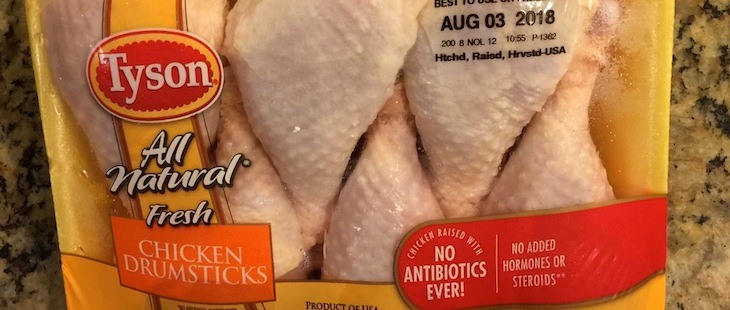 BEST TO USE OR FREEZE
AUG 03 2018
200 8 NOL 12 10:55 P-1362
Htchd, Raisd, Hrvstd-USA
Tyson
All
Natural*
Fresh
CHICKEN
DRUMSTICKS
CHICKEN RAISED WITH
NO
ANTIBIOTICS
EVER!
NO ADDED
HORMONES OR
STEROIDS**
PRODUCT OF USA